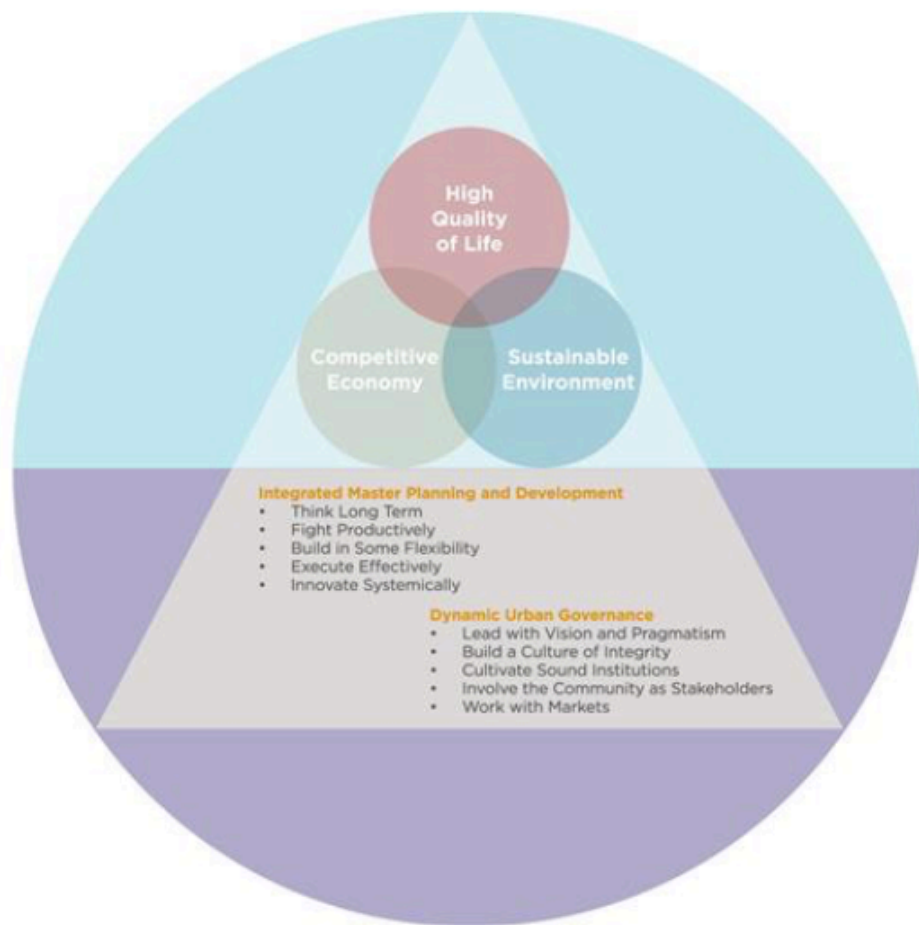 High
Quality
of Life
Competitive
Economy
Sustainable
Environment
Integrated Master Planning and Development
• Think Long Term
• Fight Productively
• Build in Some Flexibility
• Execute Effectively
• Innovate Systemically
Dynamic Urban Governance
• Lead with Vision and Pragmatism
• Build a Culture of Integrity
• Cultivate Sound Institutions
• Involve the Community as Stakeholders
• Work with Markets